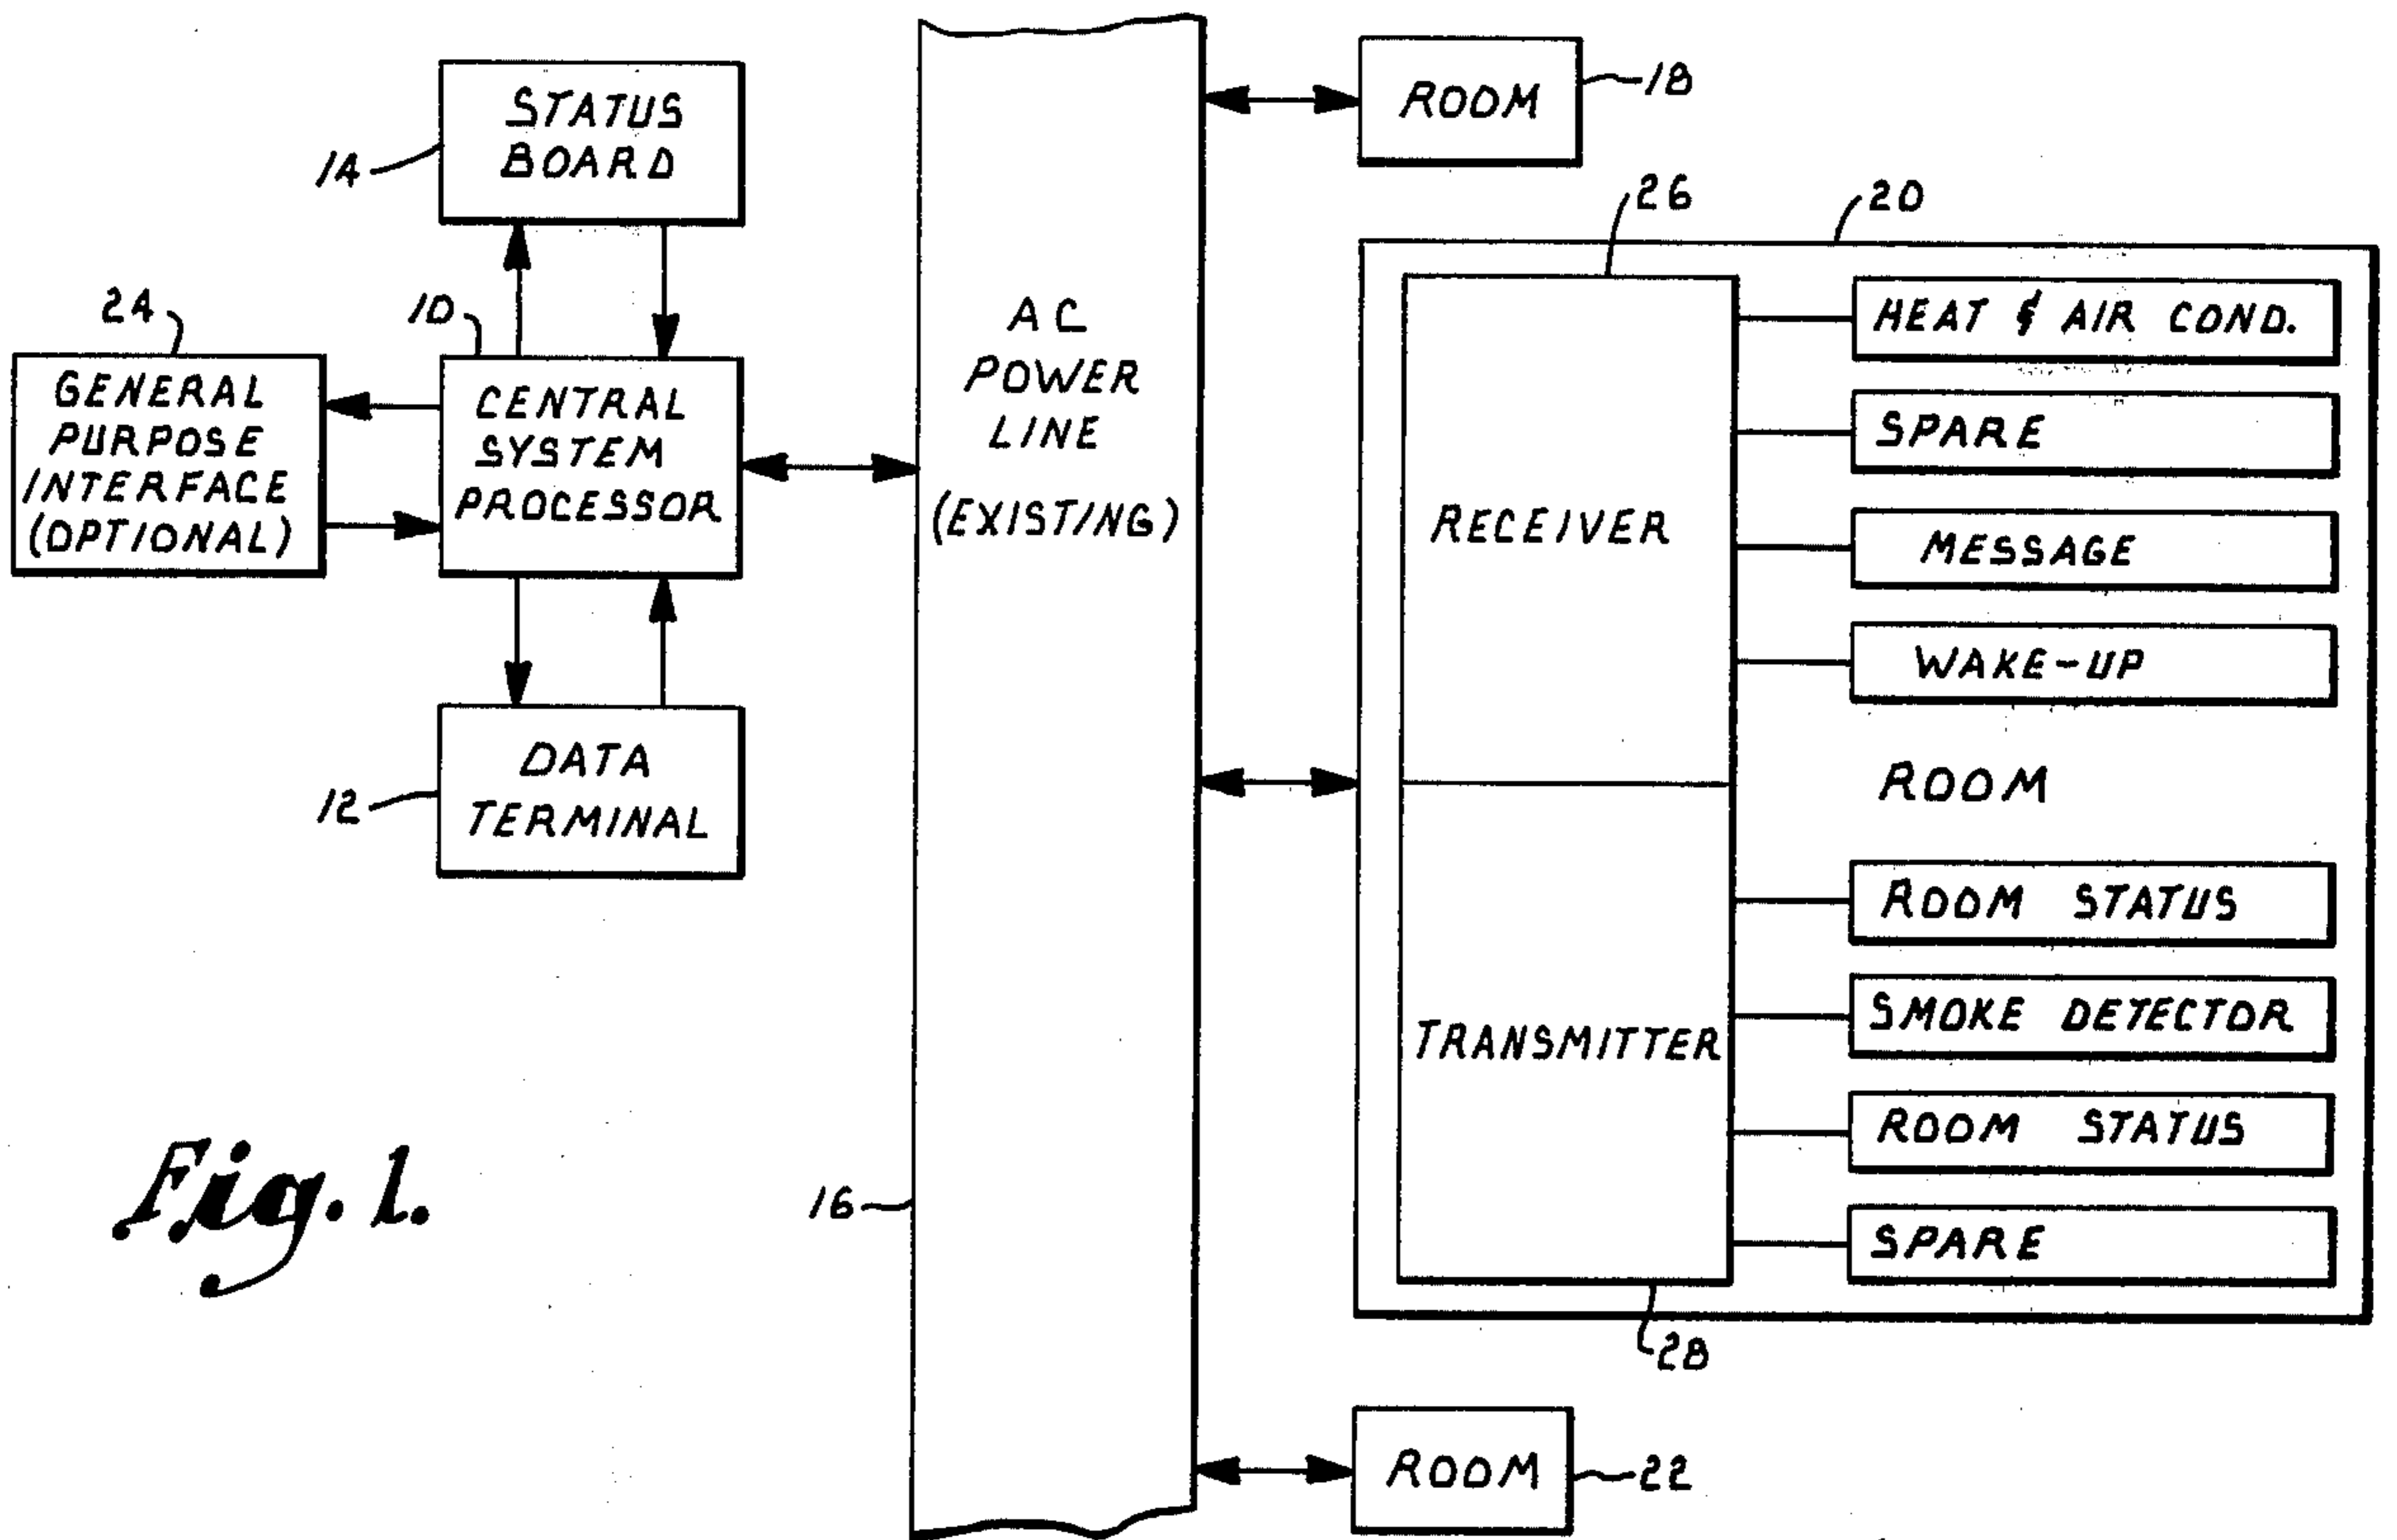 STATUS
BOARD
14
24
10
GENERAL
PURPOSE
INTERFACE
(OPTIONAL)
CENTRAL
SYSTEM
PROCESSOR
DATA
TERMINAL
12
AC
POWER
LINE
(EXISTING)
16
ROOM
18
26
20
RECEIVER
TRANSMITTER
HEAT & AIR COND.
SPARE
MESSAGE
WAKE-UP
ROOM
ROOM STATUS
SMOKE DETECTOR
ROOM STATUS
SPARE
28
ROOM
22
Fig. 1.